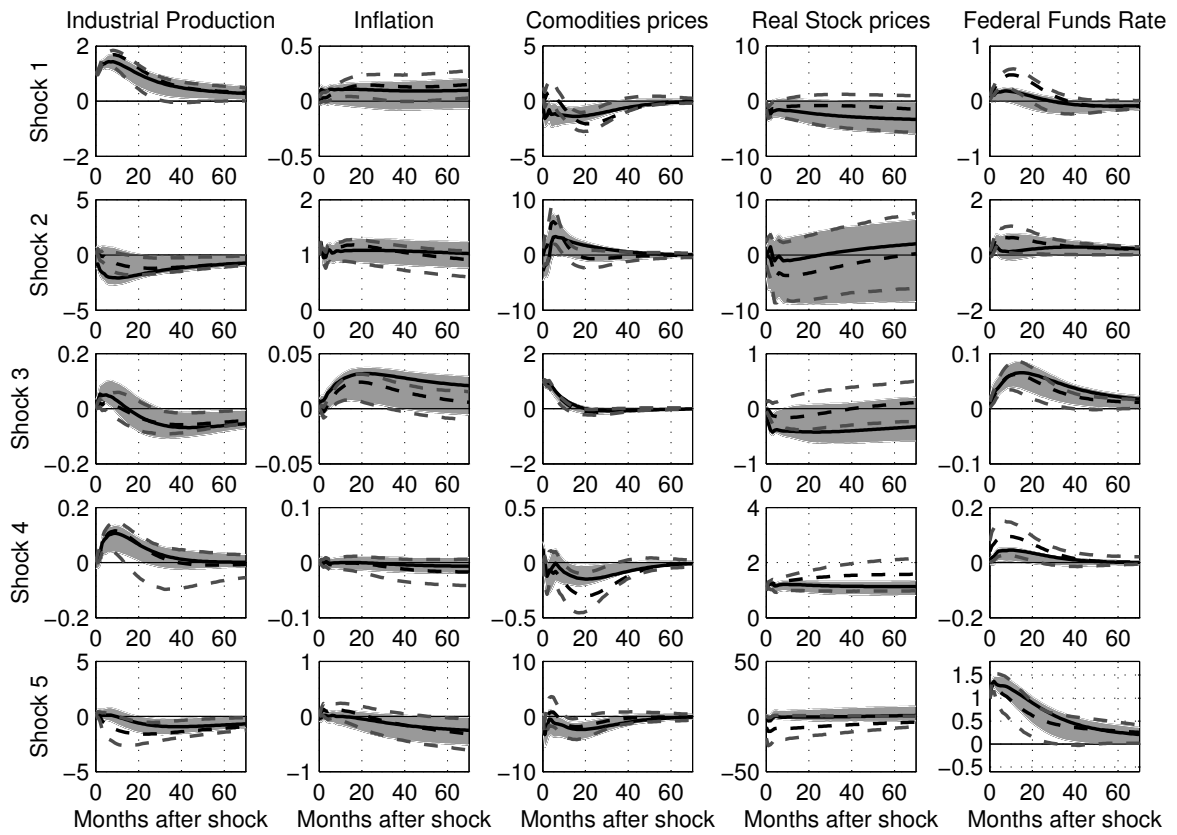 Industrial Production Inflation Comodities prices Real Stock prices Federal Funds Rate
Shock 1
2 0 −2
0.5 0 −0.5
5 0 −5
10 0 −10
1 0 −1
0 20 40 60 0 20 40 60 0 20 40 60 0 20 40 60 0 20 40 60
Shock 2
5 0 −5
2 1 0
10 0 −10
10 0 −10
2 0 −2
0 20 40 60 0 20 40 60 0 20 40 60 0 20 40 60 0 20 40 60
Shock 3
0.2 0 −0.2
0.05 0 −0.05
2 0 −2
1 0 −1
0.1 0 −0.1
0 20 40 60 0 20 40 60 0 20 40 60 0 20 40 60 0 20 40 60
Shock 4
0.2 0 −0.2
0.1 0 −0.1
0.5 0 −0.5
4 2 0
0.2 0 −0.2
0 20 40 60 0 20 40 60 0 20 40 60 0 20 40 60 0 20 40 60
Shock 5
5 0 −5
1 0 −1
10 0 −10
50 0 −50
1.5 1 0.5 0 −0.5
0 20 40 60 0 20 40 60 0 20 40 60 0 20 40 60 0 20 40 60
Months after shock Months after shock Months after shock Months after shock Months after shock